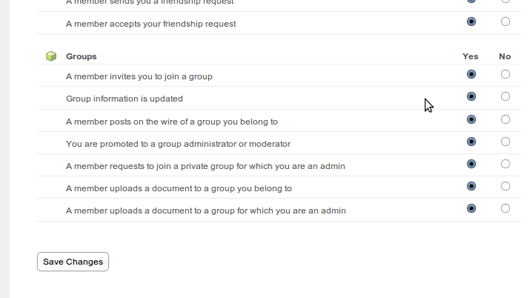 A member sends you a friendship request
A member accepts your friendship request
Groups Yes No
A member invites you to join a group
Group information is updated
A member posts on the wire of a group you belong to
You are promoted to a group administrator or moderator
A member requests to join a private group for which you are an admin
A member uploads a document to a group you belong to
A member uploads a document to a group for which you are an admin
Save Changes